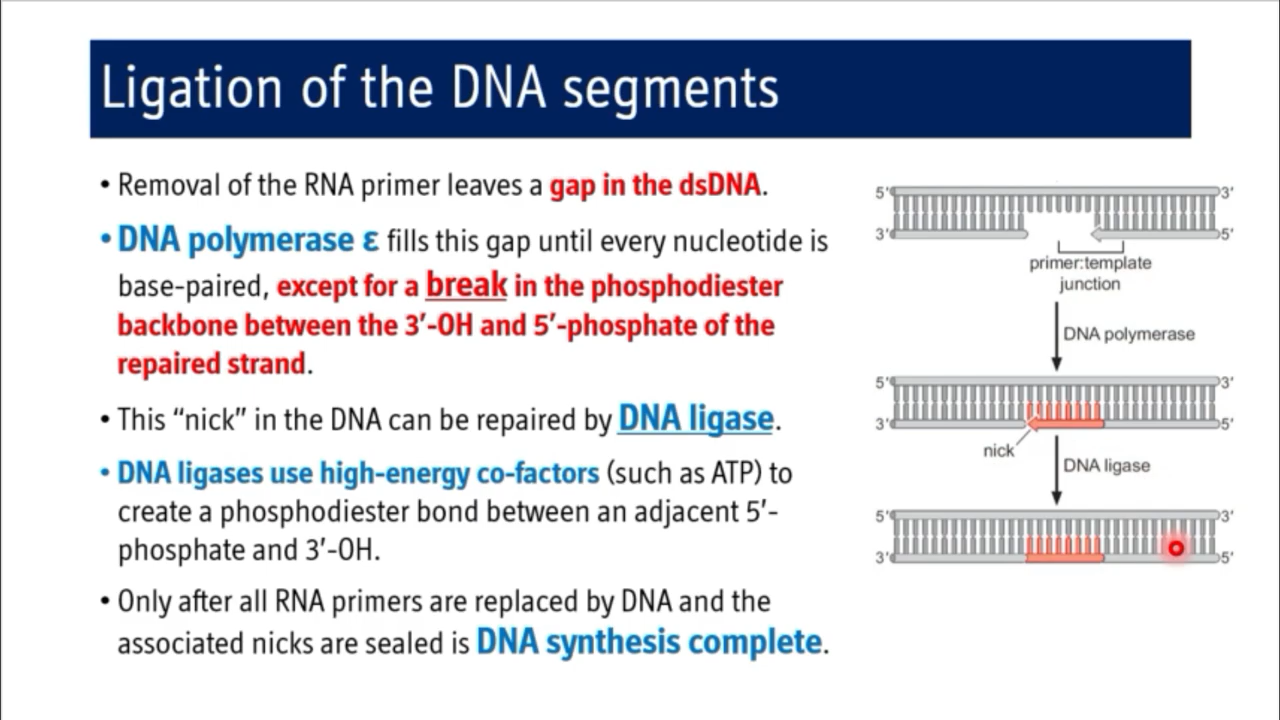 Ligation of the DNA segments
• Removal of the RNA primer leaves a gap in the dsDNA.
• DNA polymerase ε fills this gap until every nucleotide is
base-paired, except for a break in the phosphodiester
backbone between the 3′-OH and 5′-phosphate of the
repaired strand.
• This “nick” in the DNA can be repaired by DNA ligase.
• DNA ligases use high-energy co-factors (such as ATP) to
create a phosphodiester bond between an adjacent 5′-
phosphate and 3′-OH.
• Only after all RNA primers are replaced by DNA and the
associated nicks are sealed is DNA synthesis complete.
5′ 3′
3′ 5′
primer:template
junction
DNA polymerase
5′ 3′
3′ 5′
nick
DNA ligase
5′ 3′
3′ 5′